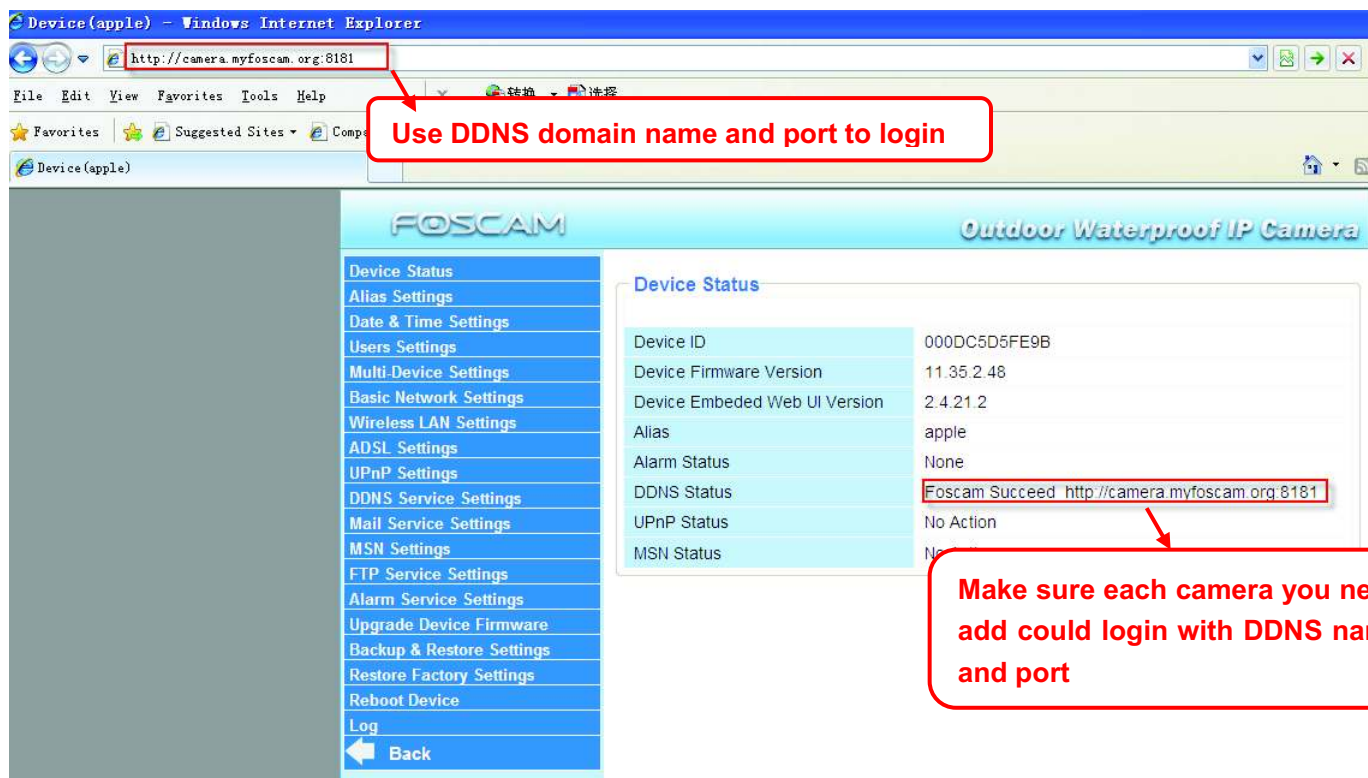 Device(apple) - Windows Internet Explorer
http://camera.myfoscam.org:8181
File Edit View Favorites Tools Help
转换 选择
Favorites Suggested Sites
Use DDNS domain name and port to login
Device(apple)
FOSCAM
Outdoor Waterproof IP Camera
Device Status
Alias Settings
Date & Time Settings
Users Settings
Multi-Device Settings
Basic Network Settings
Wireless LAN Settings
ADSL Settings
UPnP Settings
DDNS Service Settings
Mail Service Settings
MSN Settings
FTP Service Settings
Alarm Service Settings
Upgrade Device Firmware
Backup & Restore Settings
Restore Factory Settings
Reboot Device
Log
Back
Device Status
Device ID 000DC5D5FE9B
Device Firmware Version 11.35.2.48
Device Embeded Web UI Version 2.4.21.2
Alias apple
Alarm Status None
DDNS Status Foscam Succeed http://camera.myfoscam.org:8181
UPnP Status No Action
MSN Status
Make sure each camera you
add could login with DDNS
and port